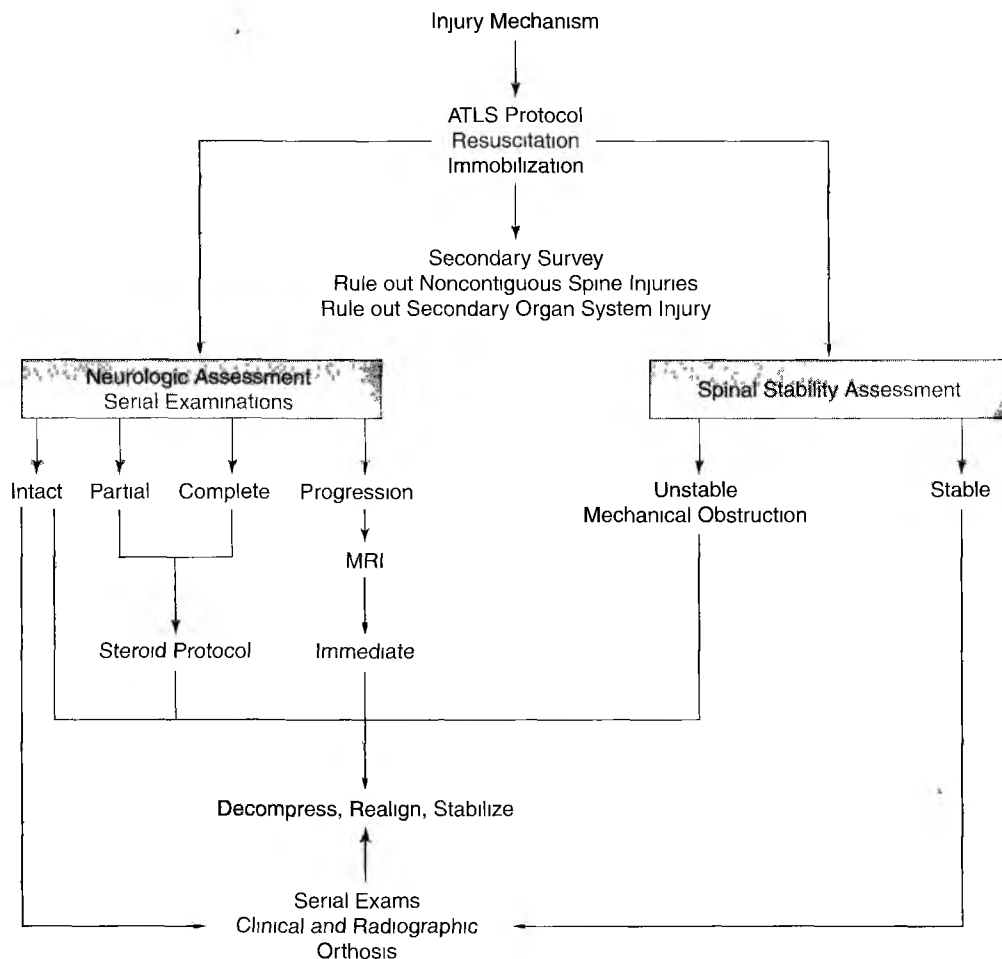 Injury Mechanism
ATLS Protocol
Resuscitation
Immobilization
Secondary Survey
Rule out Noncontiguous Spine Injuries
Rule out Secondary Organ System Injury
Neurologic Assessment
Serial Examinations
Spinal Stability Assessment
Intact Partial Complete Progression
Unstable
Mechanical Obstruction
Stable
MRI
Steroid Protocol Immediate
Decompress, Realign, Stabilize
Serial Exams
Clinical and Radiographic
Orthosis